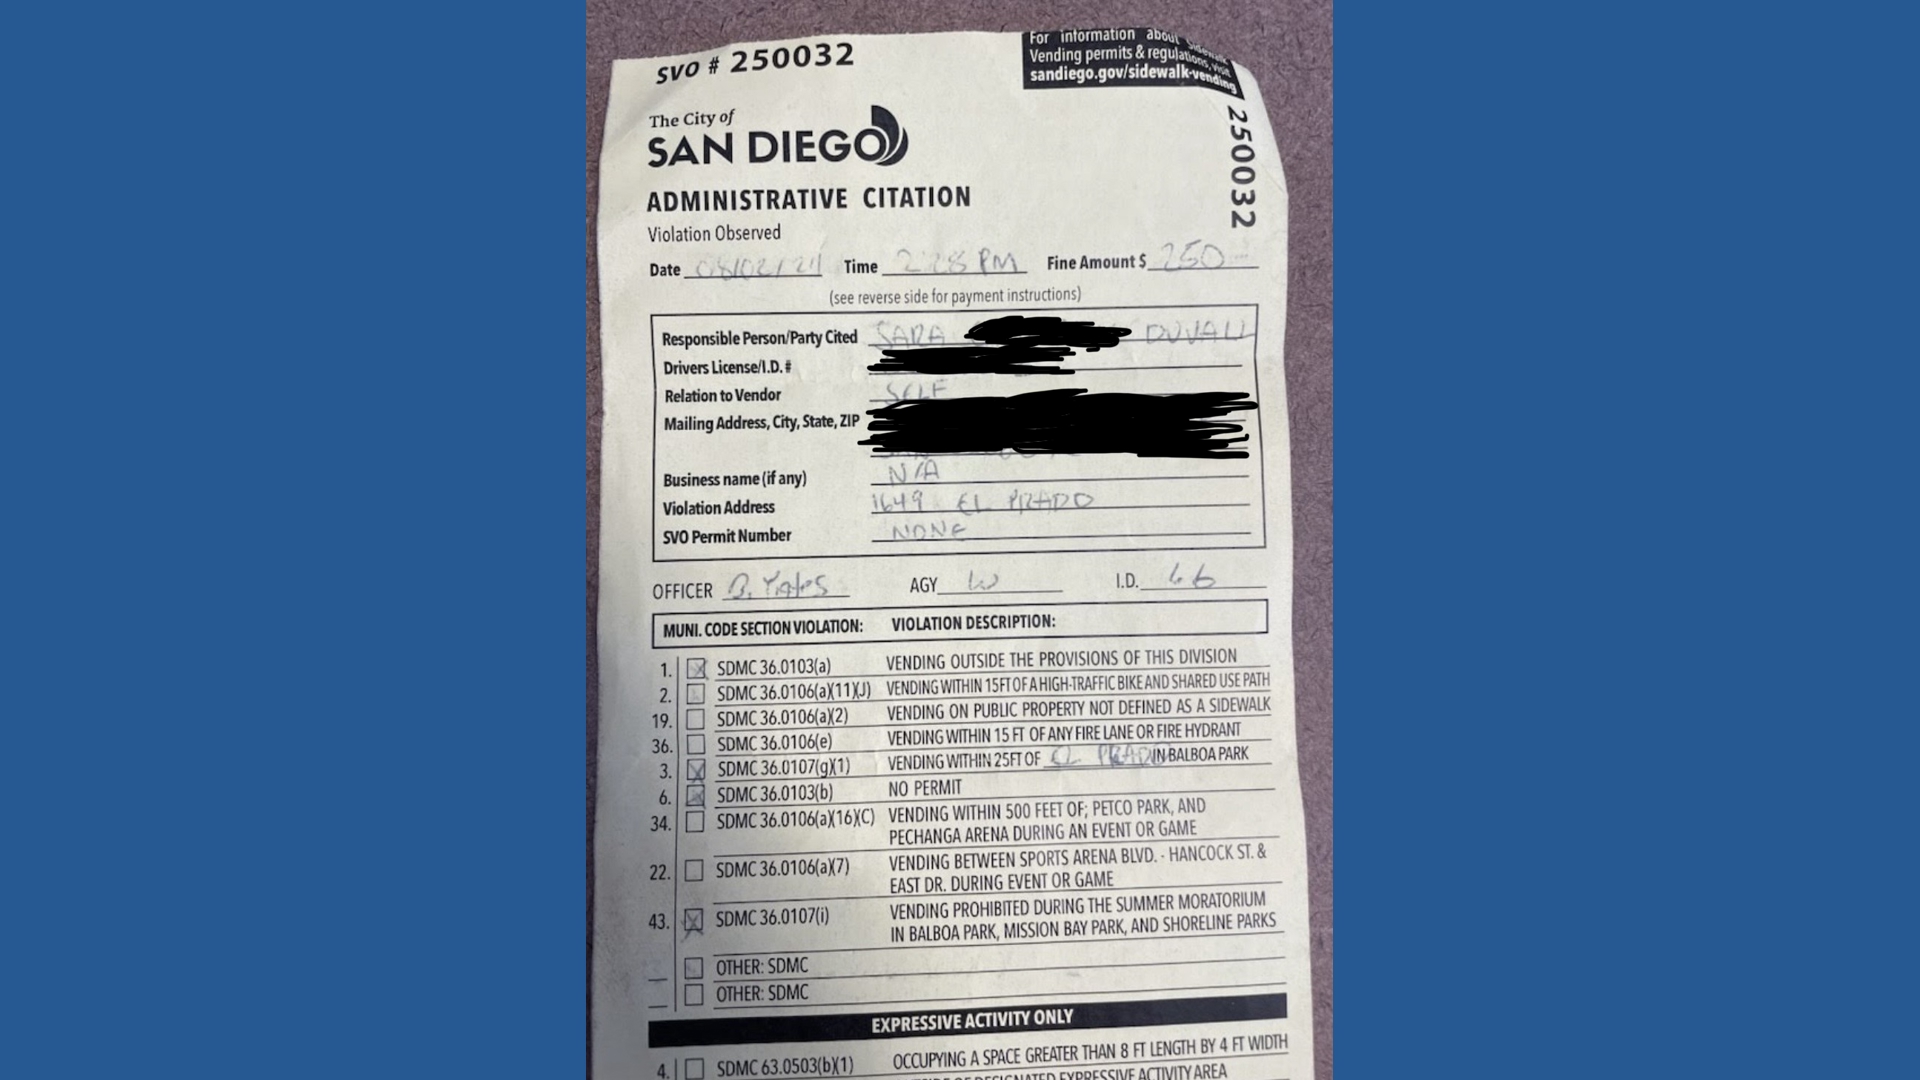 SVO # 250032
For information about Sidewalk
Vending permits & regulations, visit
sandiego.gov/sidewalk-vending
250032
The City of
SAN DIEGO
ADMINISTRATIVE CITATION
Violation Observed
Date 08/02/24 Time 2:28 PM Fine Amount $ 250
(see reverse side for payment instructions)
Responsible Person/Party Cited SARA DUVALL
Drivers License/I.D. #
Relation to Vendor SELF
Mailing Address, City, State, ZIP
Business name (if any) N/A
Violation Address 1649 EL PRADO
SVO Permit Number NONE
OFFICER B. Yates AGY W I.D. 66
MUNI. CODE SECTION VIOLATION: VIOLATION DESCRIPTION:
1. SDMC 36.0103(a) VENDING OUTSIDE THE PROVISIONS OF THIS DIVISION
2. SDMC 36.0106(a)(11)(J) VENDING WITHIN 15FT OF A HIGH-TRAFFIC BIKE AND SHARED USE PATH
19. SDMC 36.0106(a)(2) VENDING ON PUBLIC PROPERTY NOT DEFINED AS A SIDEWALK
36. SDMC 36.0106(e) VENDING WITHIN 15 FT OF ANY FIRE LANE OR FIRE HYDRANT
3. SDMC 36.0107(g)(1) VENDING WITHIN 25FT OF EL PRADO IN BALBOA PARK
6. SDMC 36.0103(b) NO PERMIT
34. SDMC 36.0106(a)(16)(C) VENDING WITHIN 500 FEET OF; PETCO PARK, AND
PECHANGA ARENA DURING AN EVENT OR GAME
22. SDMC 36.0106(a)(7) VENDING BETWEEN SPORTS ARENA BLVD. - HANCOCK ST. &
EAST DR. DURING EVENT OR GAME
43. SDMC 36.0107(i) VENDING PROHIBITED DURING THE SUMMER MORATORIUM
IN BALBOA PARK, MISSION BAY PARK, AND SHORELINE PARKS
OTHER: SDMC
OTHER: SDMC
EXPRESSIVE ACTIVITY ONLY
4. SDMC 63.0503(b)(1) OCCUPYING A SPACE GREATER THAN 8 FT LENGTH BY 4 FT WIDTH
OF DESIGNATED EXPRESSIVE ACTIVITY AREA